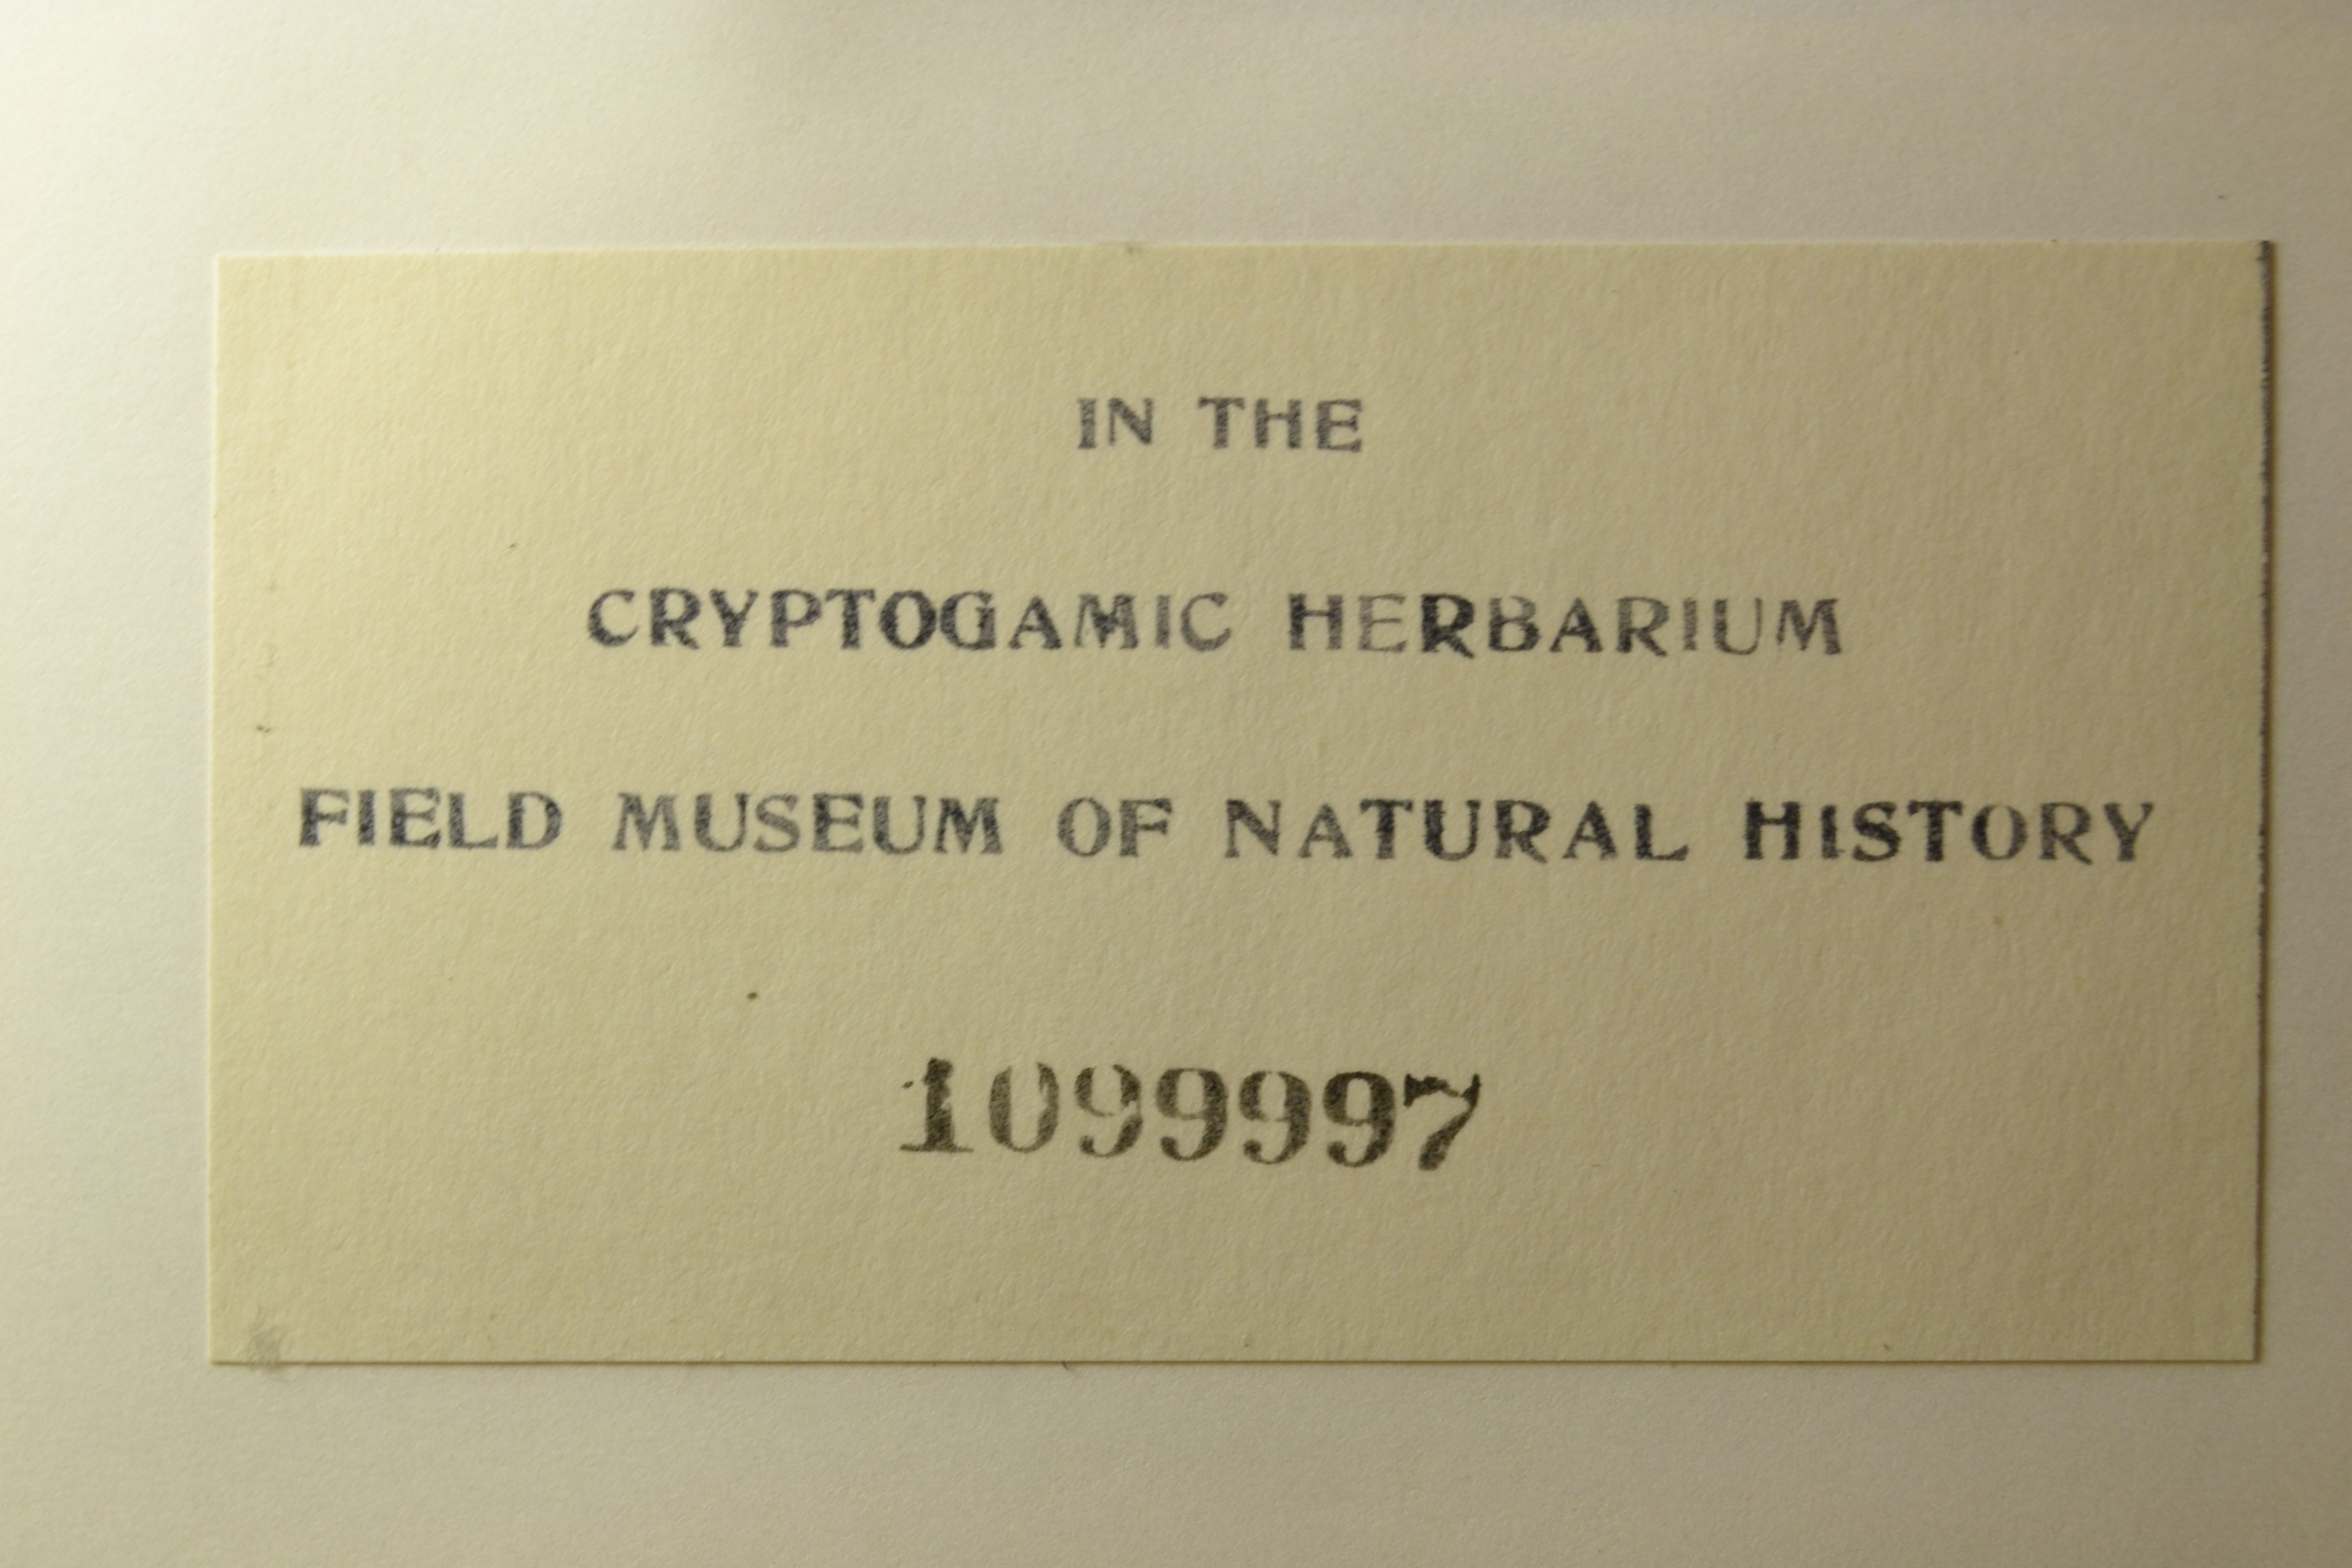 IN THE
CRYPTOGAMIC HERBARIUM
FIELD MUSEUM OF NATURAL HISTORY
1099997